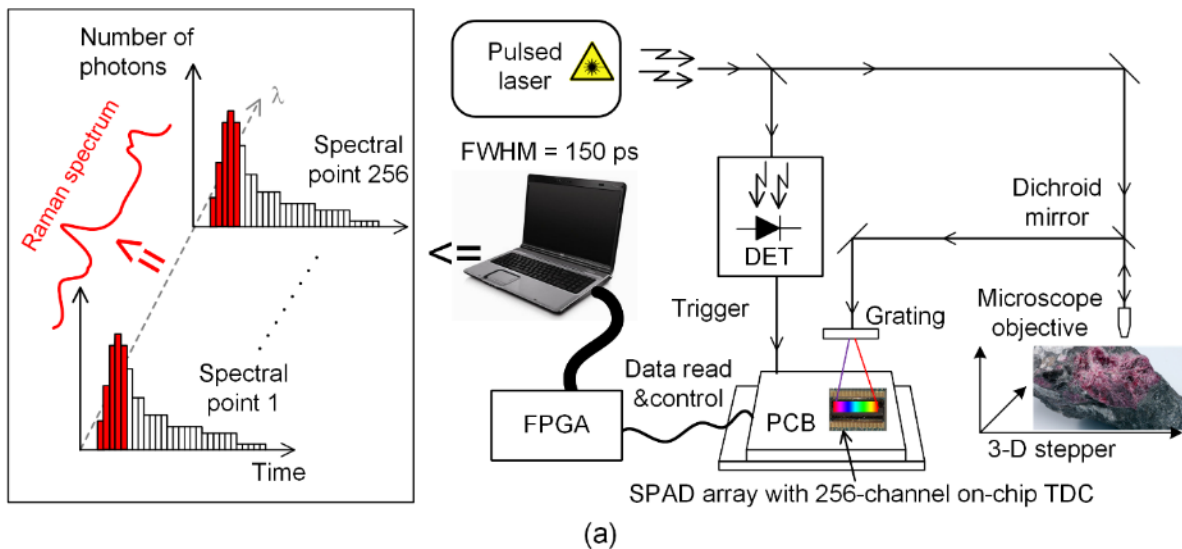 Number of
photons
λ
Raman spectrum
Spectral
point 256
Spectral
point 1
Time
Pulsed
laser
FWHM = 150 ps
<=
DET
Trigger
Dichroid
mirror
Grating
Microscope
objective
Data read
&control
FPGA
PCB
3-D stepper
SPAD array with 256-channel on-chip TDC
(a)